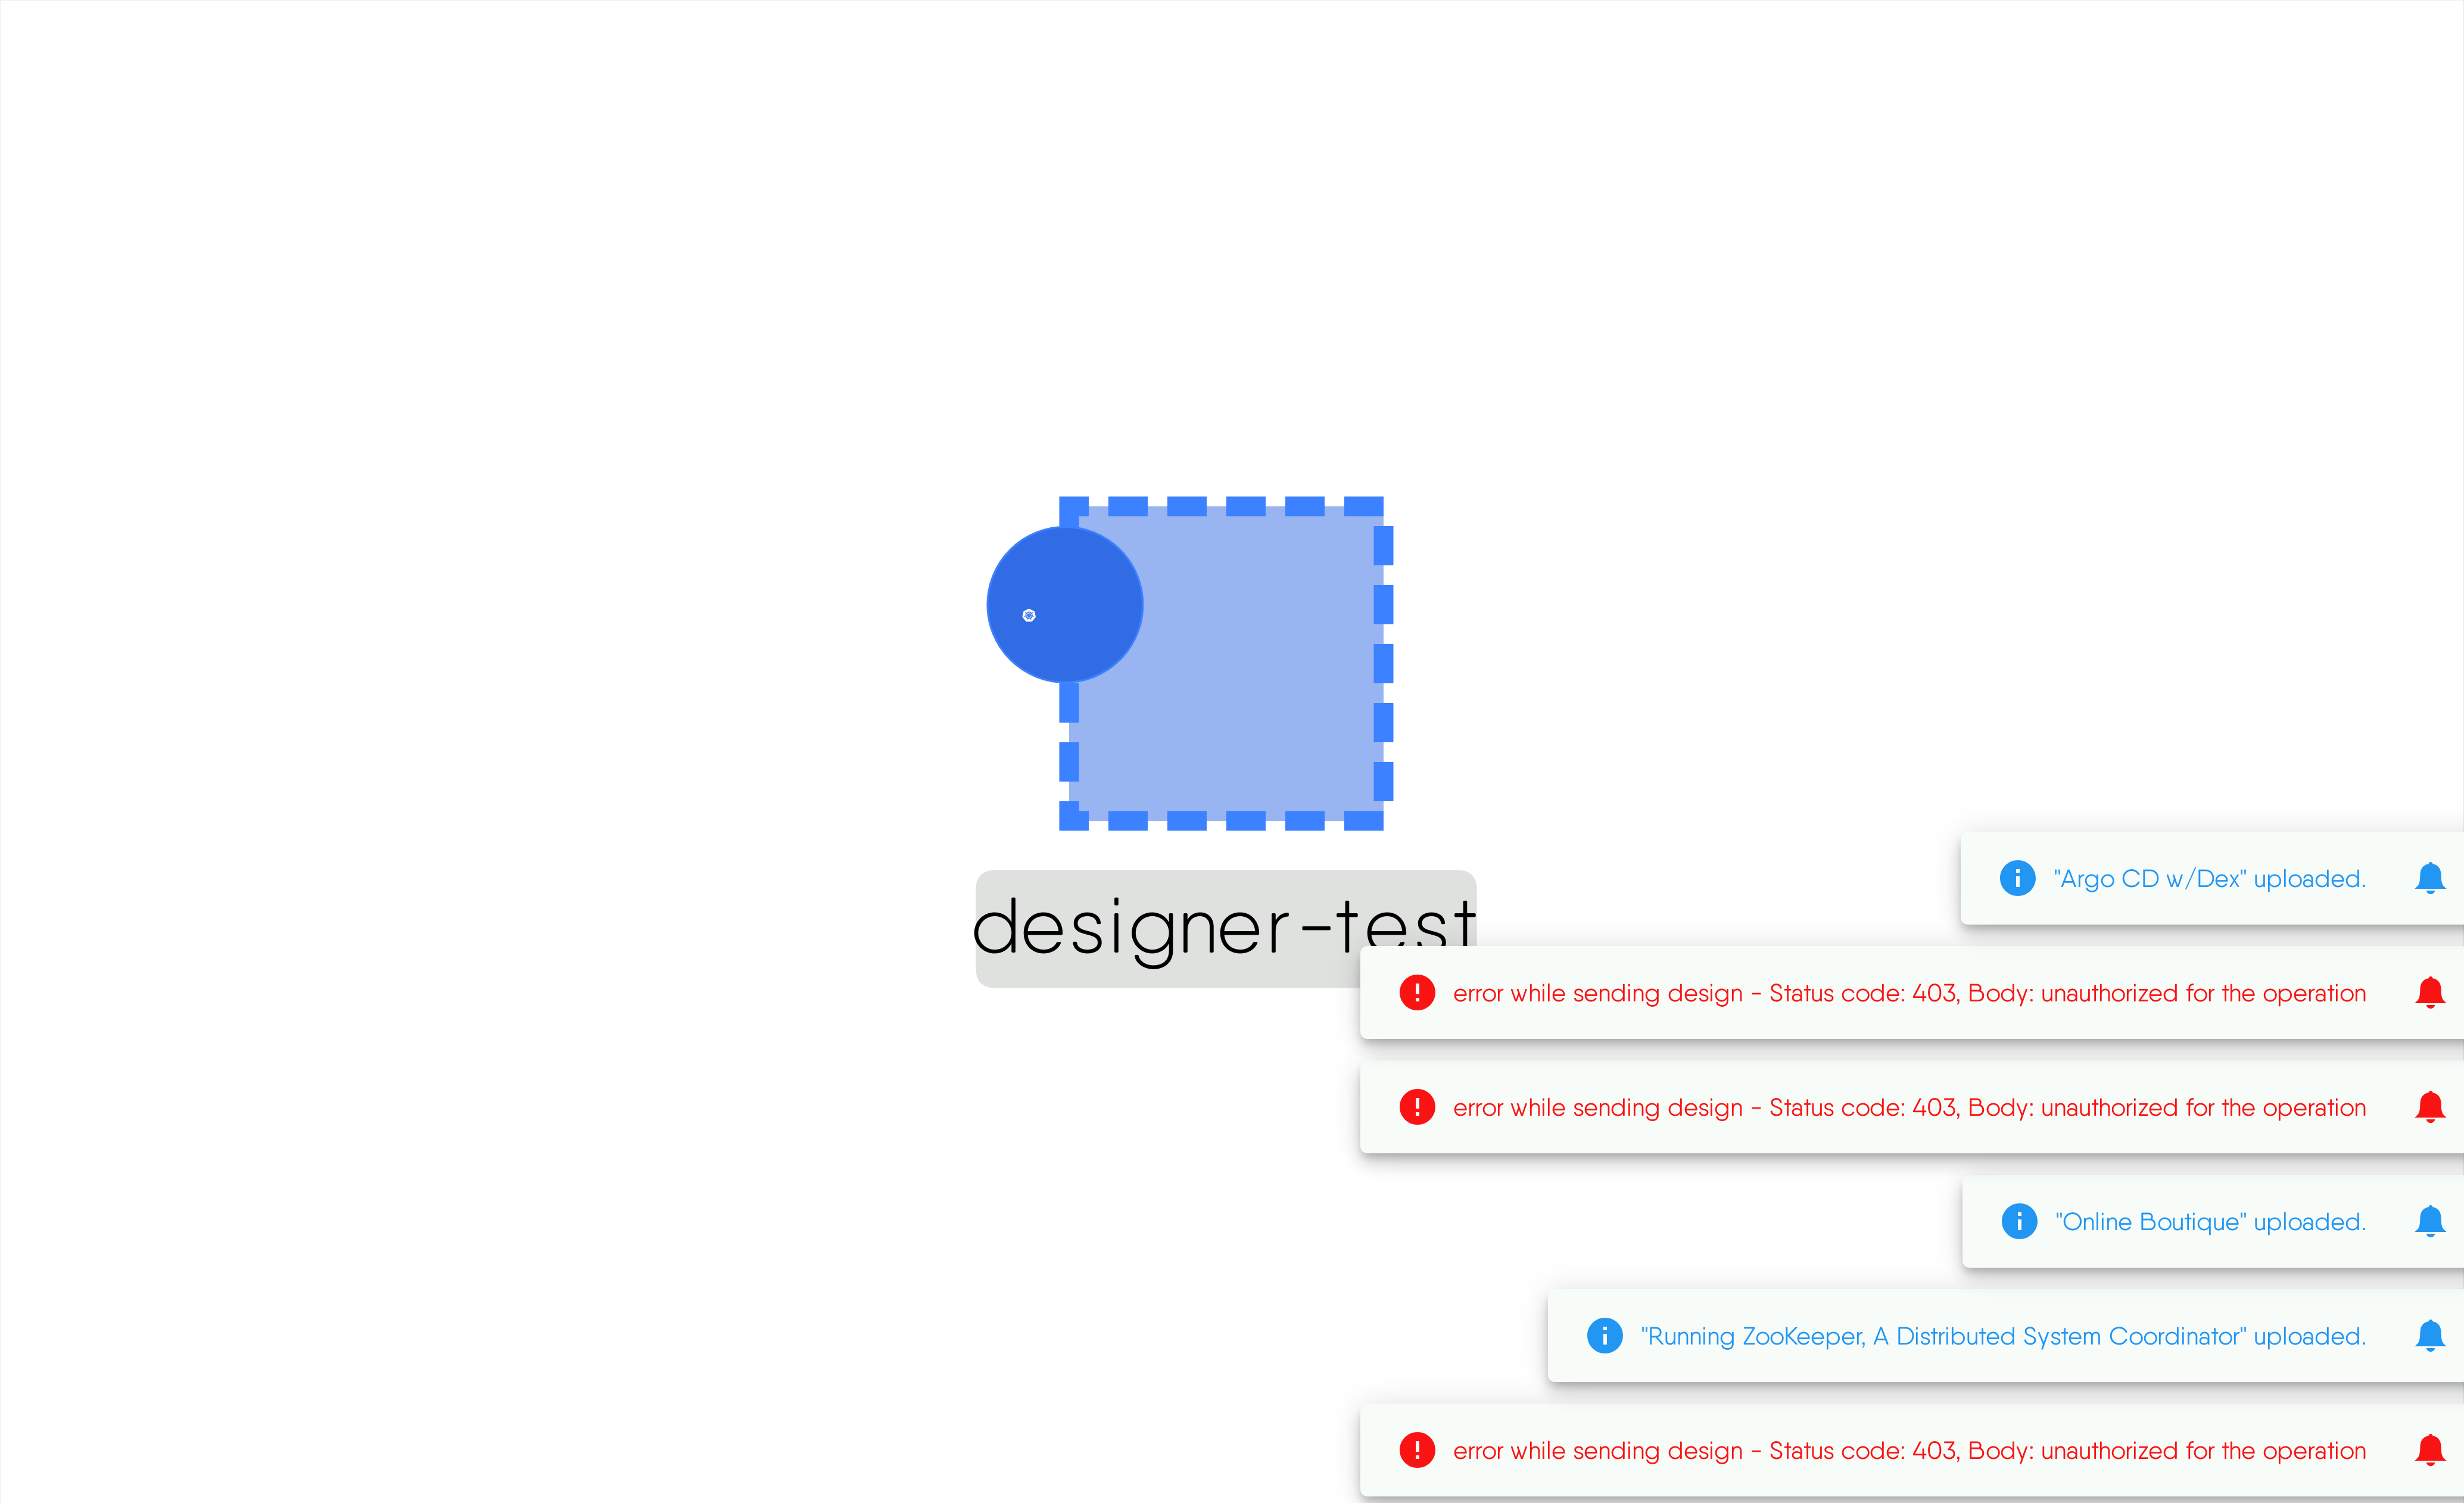 designer-test
"Argo CD w/Dex" uploaded.
error while sending design - Status code: 403, Body: unauthorized for the operation
error while sending design - Status code: 403, Body: unauthorized for the operation
"Online Boutique" uploaded.
"Running ZooKeeper, A Distributed System Coordinator" uploaded.
error while sending design - Status code: 403, Body: unauthorized for the operation